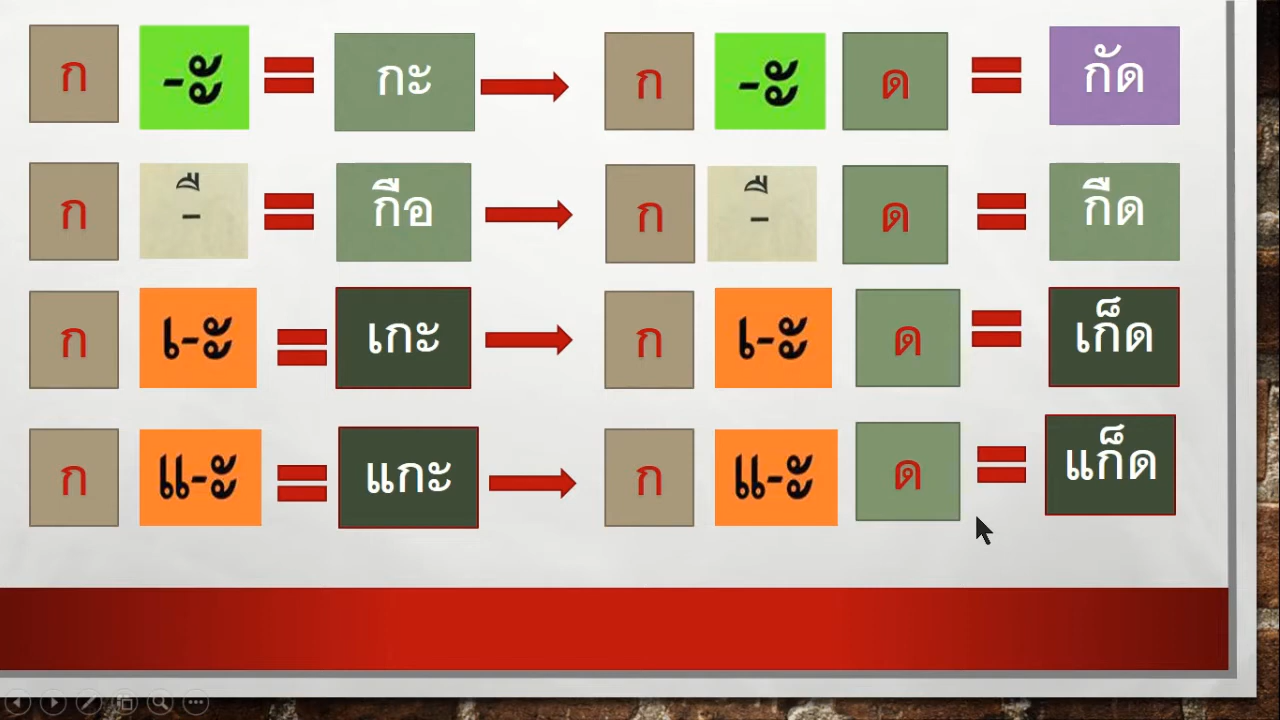 ก -ะ = กะ → ก -ะ ด = กัด
ก -ื = กือ → ก -ื ด = กืด
ก เ-ะ = เกะ → ก เ-ะ ด = เก็ด
ก แ-ะ = แกะ → ก แ-ะ ด = แก็ด